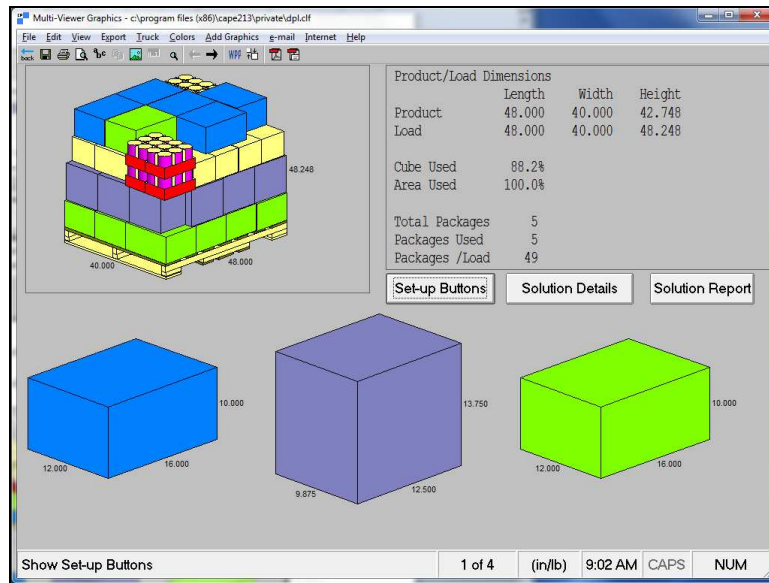 Multi-Viewer Graphics - c:\program files (x86)\cape213\private\dpl.clf
File Edit View Export Truck Colors Add Graphics e-mail Internet Help
back WPP
48.248
40.000 48.000
Product/Load Dimensions
Length Width Height
Product 48.000 40.000 42.748
Load 48.000 40.000 48.248
Cube Used 88.2%
Area Used 100.0%
Total Packages 5
Packages Used 5
Packages /Load 49
Set-up Buttons Solution Details Solution Report
10.000
12.000 16.000
13.750
9.875 12.500
10.000
12.000 16.000
Show Set-up Buttons 1 of 4 (in/lb) 9:02 AM CAPS NUM